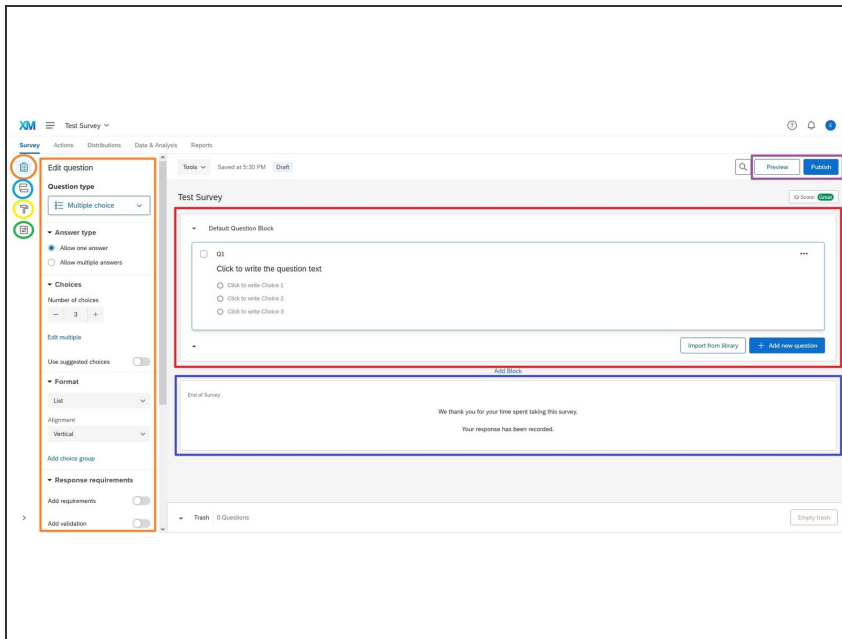 XM Test Survey E
Survey Actions Distributions Data & Analysis Reports
Edit question
Question type
Multiple choice
Answer type
Allow one answer
Allow multiple answers
Choices
Number of choices
− 3 +
Edit multiple
Use suggested choices
Format
List
Alignment
Vertical
Add choice group
Response requirements
Add requirements
Add validation
Tools Saved at 5:30 PM Draft Preview Publish
Test Survey iQ Score: Great
Default Question Block
Q1
Click to write the question text
Click to write Choice 1
Click to write Choice 2
Click to write Choice 3
Import from library + Add new question
Add Block
End of Survey
We thank you for your time spent taking this survey.
Your response has been recorded.
Trash 0 Questions Empty trash